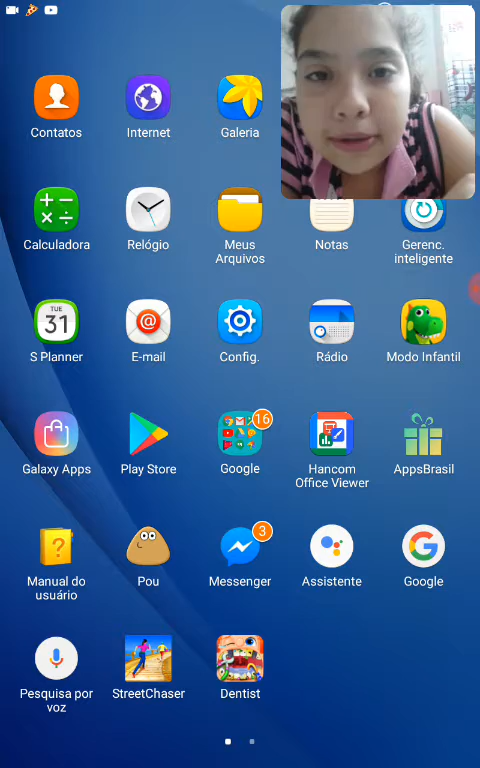 Contatos
Internet
Galeria
Calculadora
Relógio
Meus
Arquivos
Notas
Gerenc.
inteligente
TUE
31
S Planner
E-mail
Config.
Rádio
Modo Infantil
Galaxy Apps
Play Store
16
Google
Hancom
Office Viewer
AppsBrasil
Manual do
usuário
Pou
3
Messenger
Assistente
Google
Pesquisa por
voz
StreetChaser
Dentist